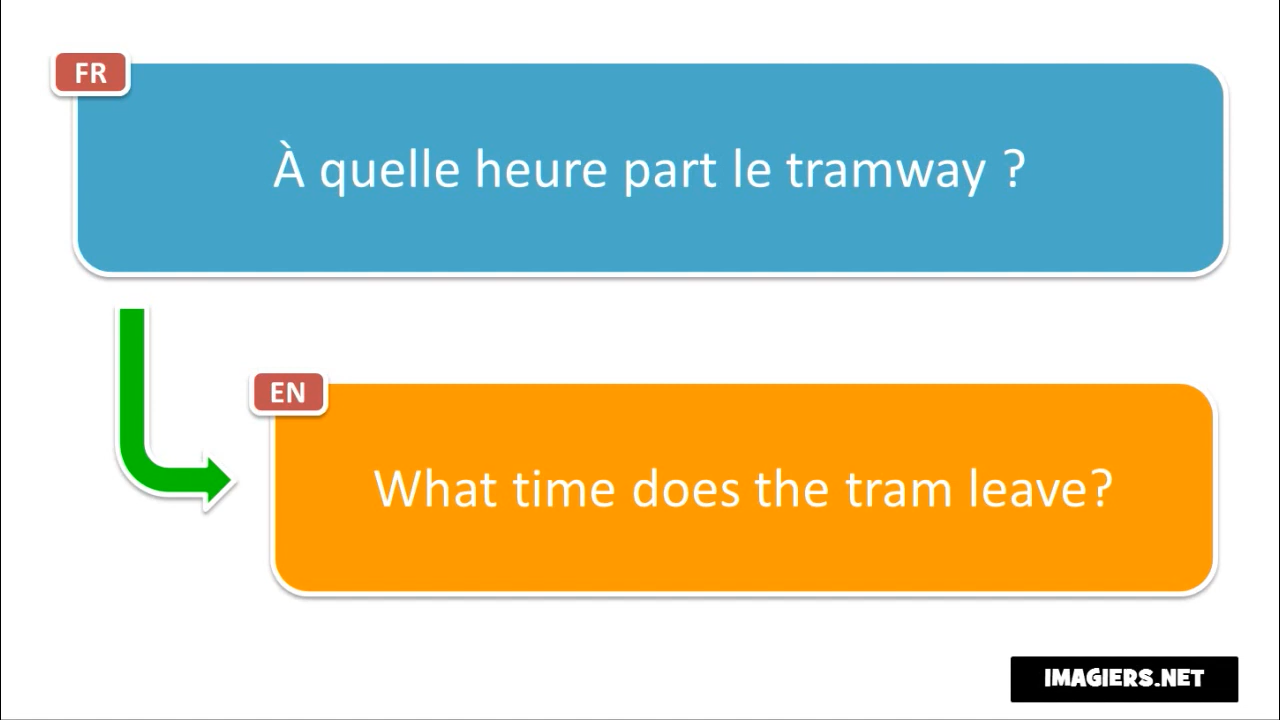 FR
À quelle heure part le tramway ?
EN
What time does the tram leave?
IMAGIERS.NET